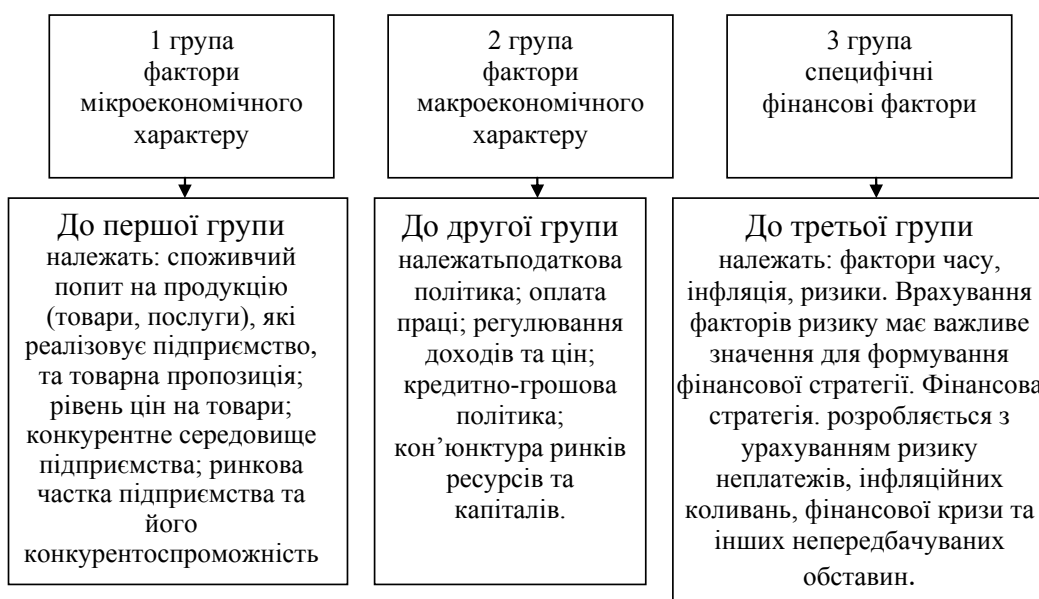 1 група
фактори
мікроекономічного
характеру
2 група
фактори
макроекономічного
характеру
3 група
специфічні
фінансові фактори
До першої групи
належать: споживчий
попит на продукцію
(товари, послуги), які
реалізовує підприємство,
та товарна пропозиція;
рівень цін на товари;
конкурентне середовище
підприємства; ринкова
частка підприємства та
його
конкурентоспроможність
До другої групи
належатьподаткова
політика; оплата
праці; регулювання
доходів та цін;
кредитно-грошова
політика;
кон’юнктура ринків
ресурсів та
капіталів.
До третьої групи
належать: фактори часу,
інфляція, ризики. Врахування
факторів ризику має важливе
значення для формування
фінансової стратегії. Фінансова
стратегія. розробляється з
урахуванням ризику
неплатежів, інфляційних
коливань, фінансової кризи та
інших непередбачуваних
обставин.